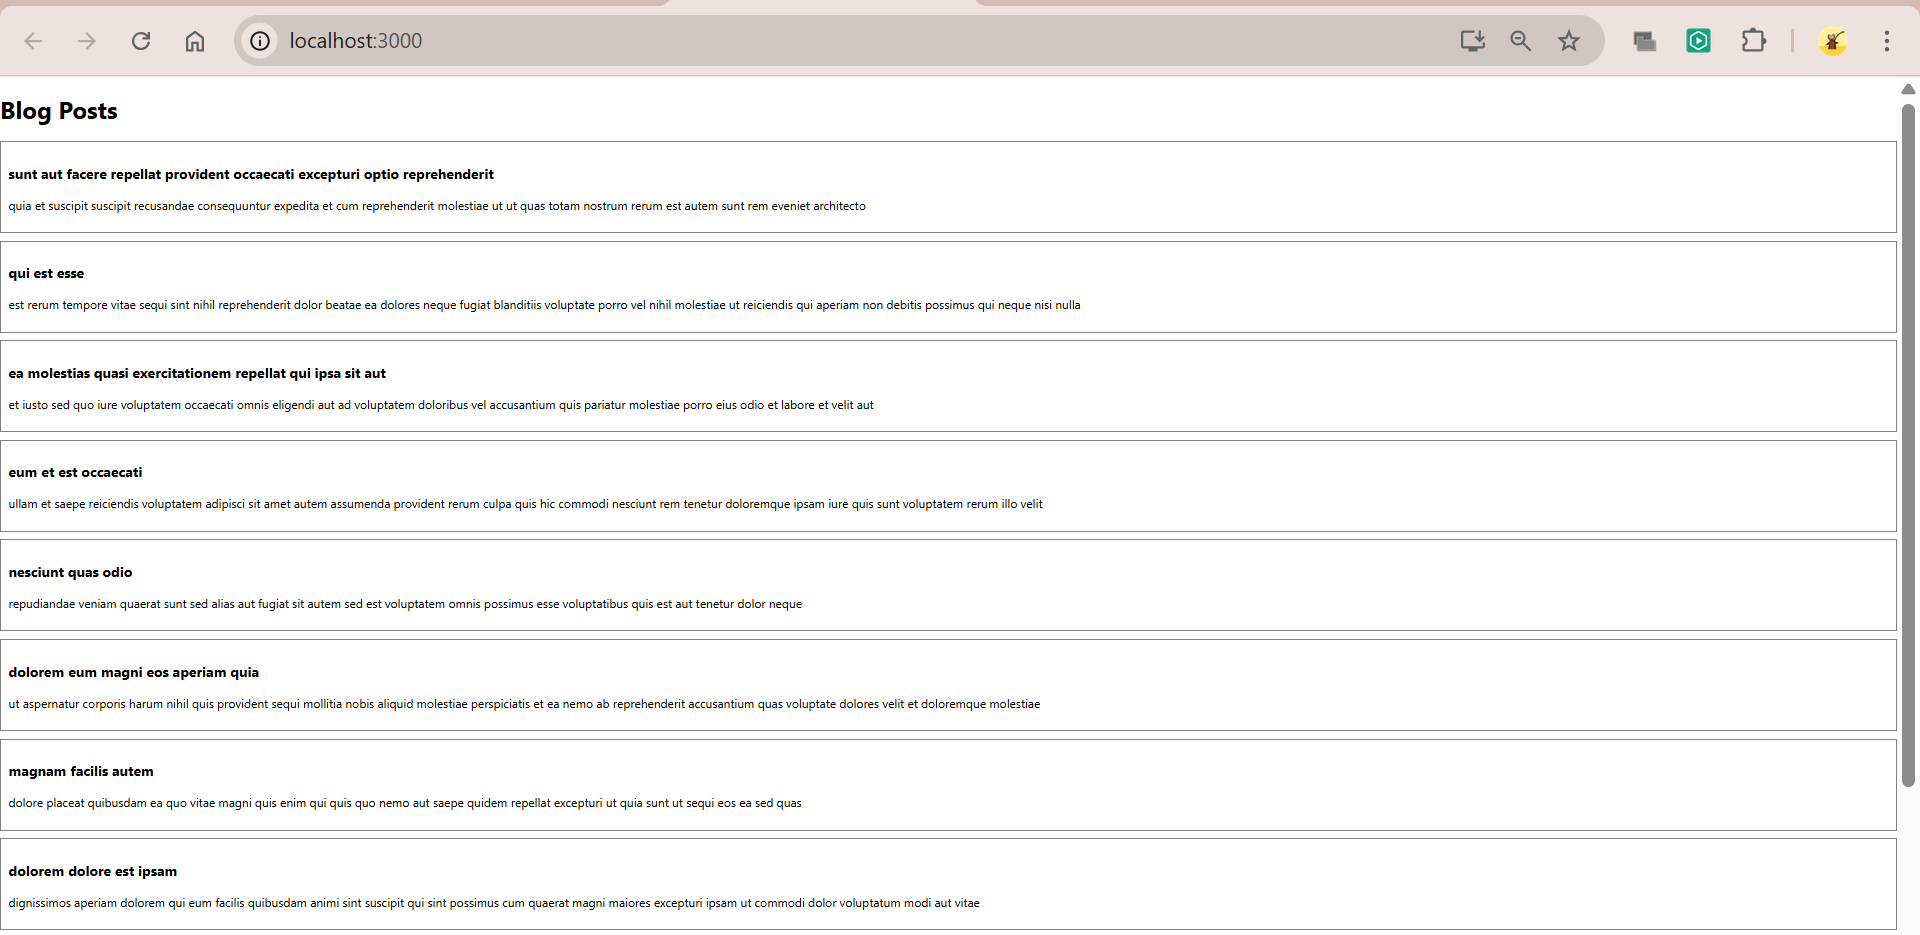 localhost:3000
Blog Posts
sunt aut facere repellat provident occaecati excepturi optio reprehenderit
quia et suscipit suscipit recusandae consequuntur expedita et cum reprehenderit molestiae ut ut quas totam nostrum rerum est autem sunt rem eveniet architecto
qui est esse
est rerum tempore vitae sequi sint nihil reprehenderit dolor beatae ea dolores neque fugiat blanditiis voluptate porro vel nihil molestiae ut reiciendis qui aperiam non debitis possimus qui neque nisi nulla
ea molestias quasi exercitationem repellat qui ipsa sit aut
et iusto sed quo iure voluptatem occaecati omnis eligendi aut ad voluptatem doloribus vel accusantium quis pariatur molestiae porro eius odio et labore et velit aut
eum et est occaecati
ullam et saepe reiciendis voluptatem adipisci sit amet autem assumenda provident rerum culpa quis hic commodi nesciunt rem tenetur doloremque ipsam iure quis sunt voluptatem rerum illo velit
nesciunt quas odio
repudiandae veniam quaerat sunt sed alias aut fugiat sit autem sed est voluptatem omnis possimus esse voluptatibus quis est aut tenetur dolor neque
dolorem eum magni eos aperiam quia
ut aspernatur corporis harum nihil quis provident sequi mollitia nobis aliquid molestiae perspiciatis et ea nemo ab reprehenderit accusantium quas voluptate dolores velit et doloremque molestiae
magnam facilis autem
dolore placeat quibusdam ea quo vitae magni quis enim qui quis quo nemo aut saepe quidem repellat excepturi ut quia sunt ut sequi eos ea sed quas
dolorem dolore est ipsam
dignissimos aperiam dolorem qui eum facilis quibusdam animi sint suscipit qui sint possimus cum quaerat magni maiores excepturi ipsam ut commodi dolor voluptatum modi aut vitae